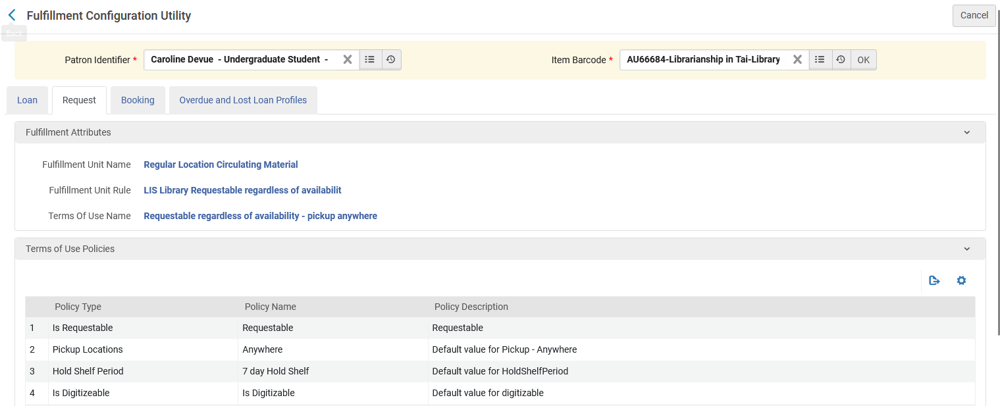 Fulfillment Configuration Utility
Cancel
Back
Patron Identifier * Caroline Devue - Undergraduate Student - Item Barcode * AU66684-Librarianship in Tai-Library OK
Loan Request Booking Overdue and Lost Loan Profiles
Fulfillment Attributes
Fulfillment Unit Name Regular Location Circulating Material
Fulfillment Unit Rule LIS Library Requestable regardless of availabilit
Terms Of Use Name Requestable regardless of availability - pickup anywhere
Terms of Use Policies
Policy Type Policy Name Policy Description
1 Is Requestable Requestable Requestable
2 Pickup Locations Anywhere Default value for Pickup - Anywhere
3 Hold Shelf Period 7 day Hold Shelf Default value for HoldShelfPeriod
4 Is Digitizeable Is Digitizable Default value for digitizable